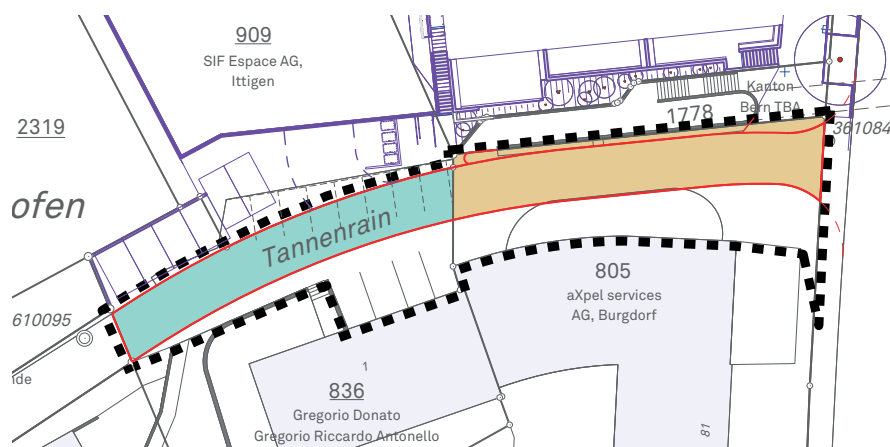 909
SIF Espace AG,
Ittigen
2319
ofen
Kanton
Bern TBA
1778
361084
Tannenrain
610095
nde
805
aXpel services
AG, Burgdorf
1
836
Gregorio Donato
Gregorio Riccardo Antonello
81